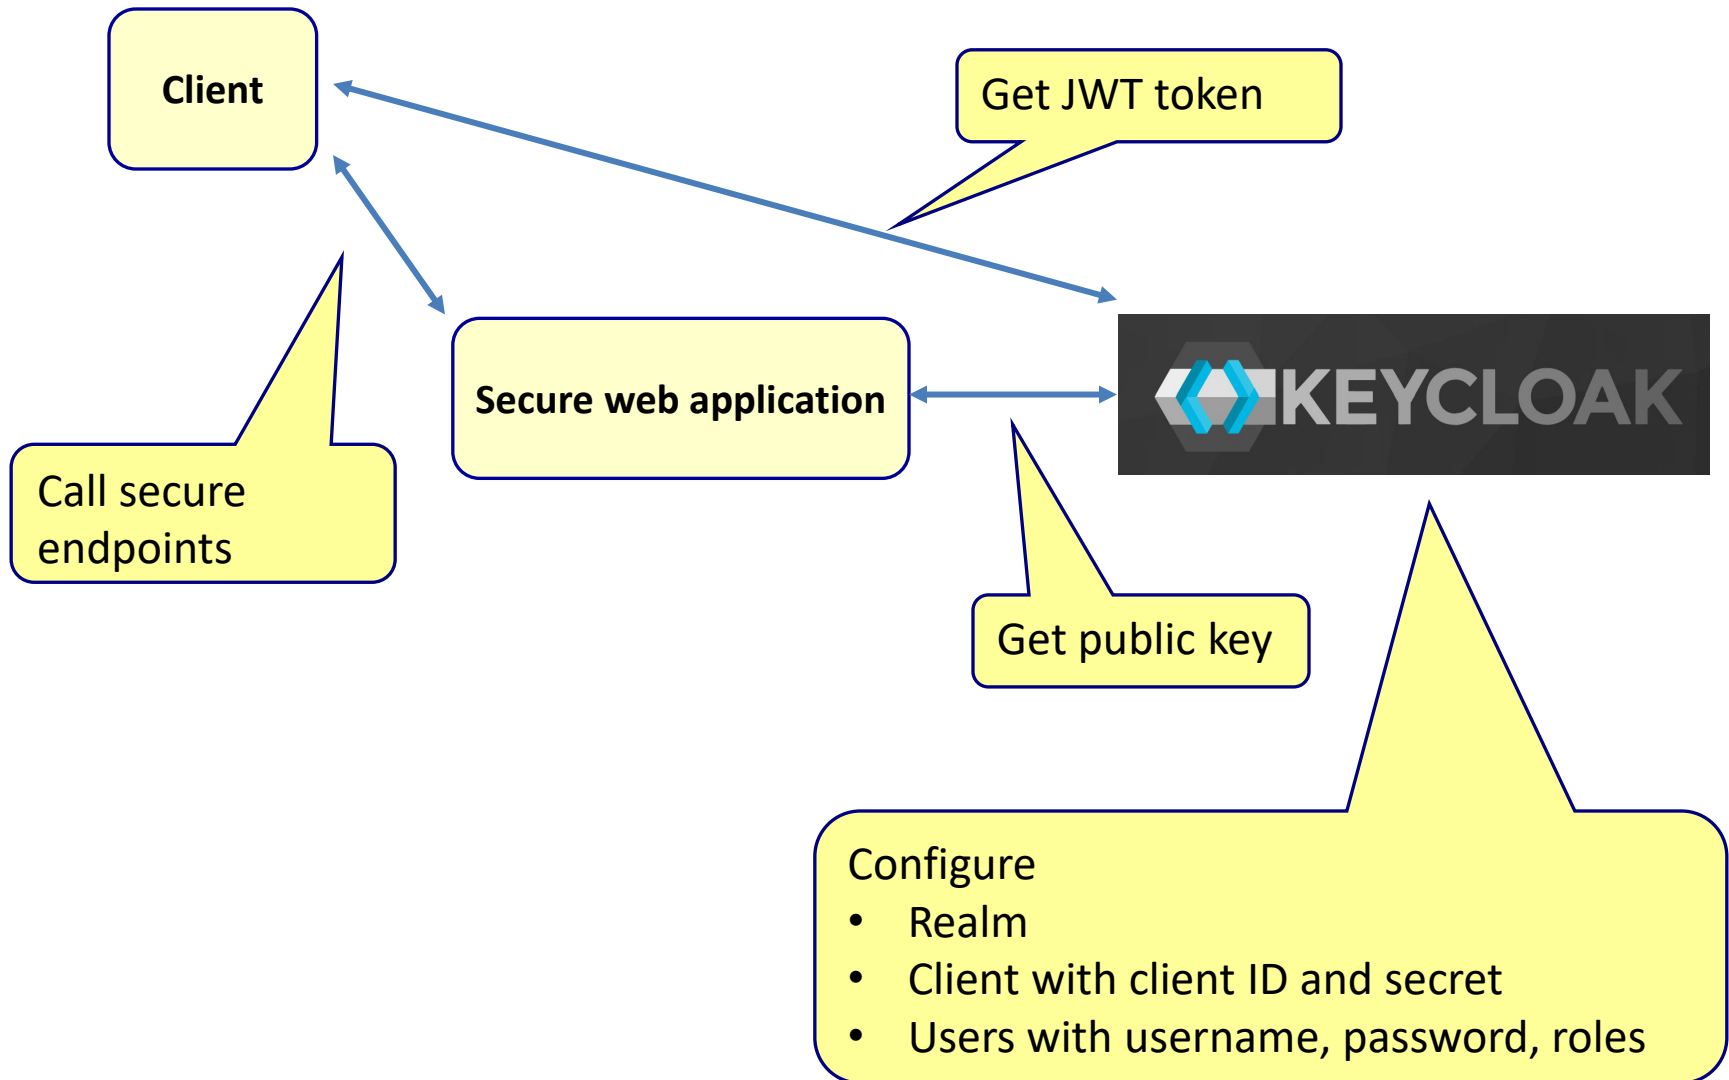 Client
Get JWT token
Secure web application
KEYCLOAK
Call secure
endpoints
Get public key
Configure
• Realm
• Client with client ID and secret
• Users with username, password, roles